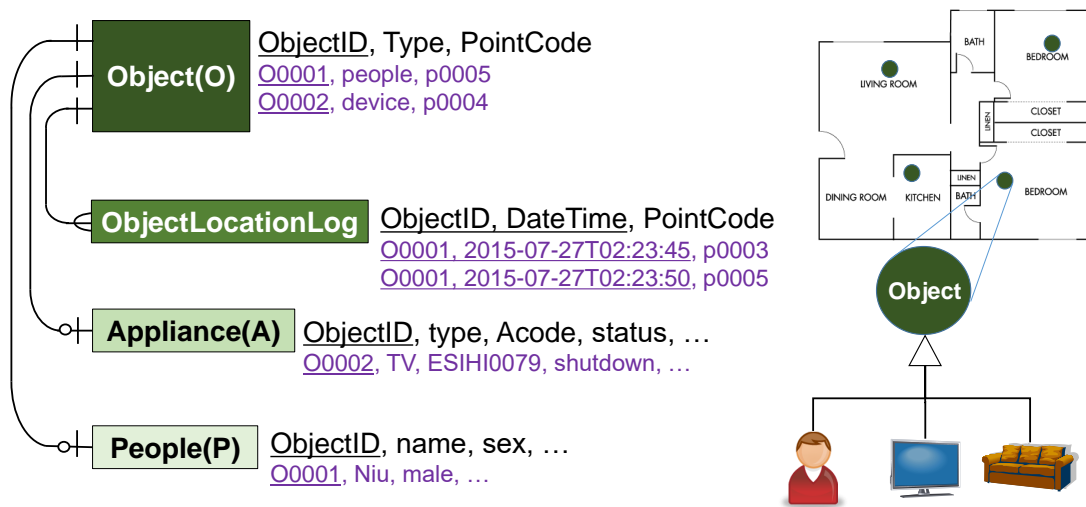 Object(O)
ObjectID, Type, PointCode
O0001, people, p0005
O0002, device, p0004
ObjectLocationLog
ObjectID, DateTime, PointCode
O0001, 2015-07-27T02:23:45, p0003
O0001, 2015-07-27T02:23:50, p0005
Appliance(A)
ObjectID, type, Acode, status, …
O0002, TV, ESIHI0079, shutdown, …
People(P)
ObjectID, name, sex, …
O0001, Niu, male, …
BATH
BEDROOM
LIVING ROOM
CLOSET
LINEN
CLOSET
LINEN
DINING ROOM
KITCHEN
BATH
BEDROOM
Object